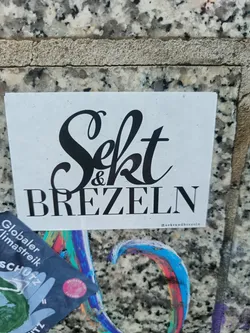 Sekt
&
BREZELN
Globaler
Klimastreik